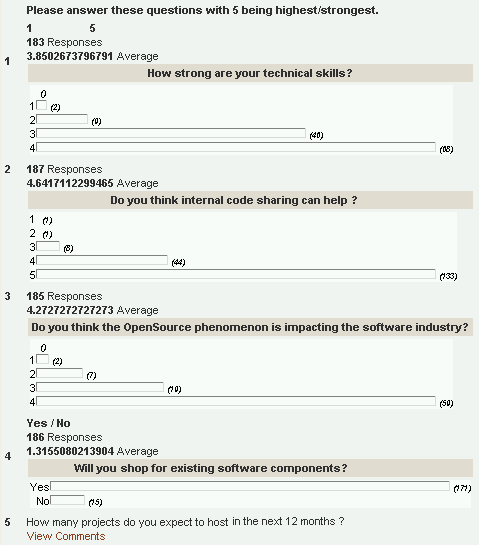 Please answer these questions with 5 being highest/strongest.
1 5
183 Responses
3.8502673796791 Average
1
How strong are your technical skills?
0
1 (2)
2 (9)
3 (46)
4 (68)
2
187 Responses
4.6417112299465 Average
Do you think internal code sharing can help ?
1 (1)
2 (1)
3 (8)
4 (44)
5 (133)
3
185 Responses
4.2727272727273 Average
Do you think the OpenSource phenomenon is impacting the software industry?
0
1 (2)
2 (7)
3 (19)
4 (59)
Yes / No
186 Responses
1.3155080213904 Average
4
Will you shop for existing software components?
Yes (171)
No (15)
5 How many projects do you expect to host in the next 12 months ?
View Comments